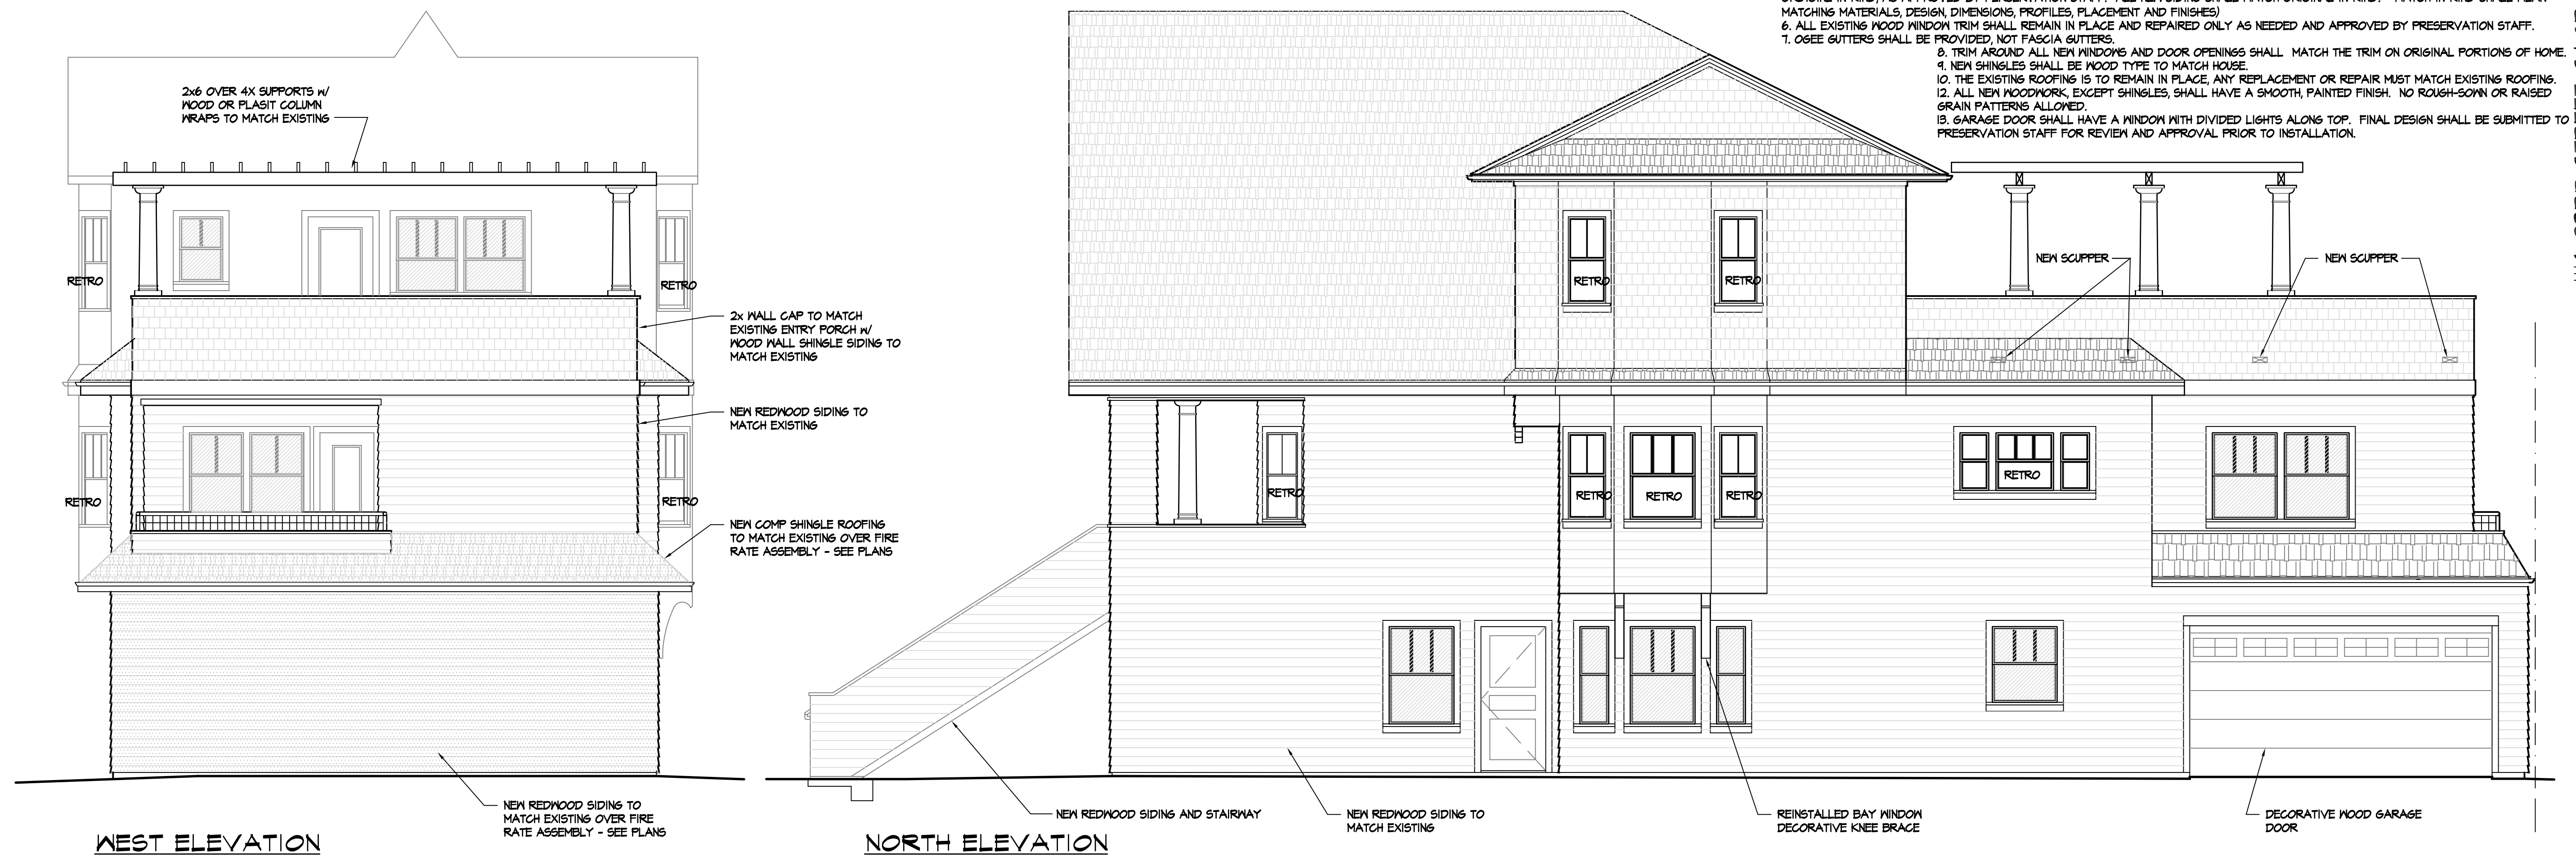 MATCHING MATERIALS, DESIGN, DIMENSIONS, PROFILES, PLACEMENT AND FINISHES)
6. ALL EXISTING WOOD WINDOW TRIM SHALL REMAIN IN PLACE AND REPAIRED ONLY AS NEEDED AND APPROVED BY PRESERVATION STAFF.
7. OGEE GUTTERS SHALL BE PROVIDED, NOT FASCIA GUTTERS.
8. TRIM AROUND ALL NEW WINDOWS AND DOOR OPENINGS SHALL MATCH THE TRIM ON ORIGINAL PORTIONS OF HOME.
9. NEW SHINGLES SHALL BE WOOD TYPE TO MATCH HOUSE.
10. THE EXISTING ROOFING IS TO REMAIN IN PLACE, ANY REPLACEMENT OR REPAIR MUST MATCH EXISTING ROOFING.
12. ALL NEW WOODWORK, EXCEPT SHINGLES, SHALL HAVE A SMOOTH, PAINTED FINISH. NO ROUGH-SOWN OR RAISED
GRAIN PATTERNS ALLOWED.
13. GARAGE DOOR SHALL HAVE A WINDOW WITH DIVIDED LIGHTS ALONG TOP. FINAL DESIGN SHALL BE SUBMITTED TO
PRESERVATION STAFF FOR REVIEW AND APPROVAL PRIOR TO INSTALLATION.
2x6 OVER 4X SUPPORTS W/
WOOD OR PLASIT COLUMN
WRAPS TO MATCH EXISTING
RETRO
RETRO
2x WALL CAP TO MATCH
EXISTING ENTRY PORCH W/
WOOD WALL SHINGLE SIDING TO
MATCH EXISTING
NEW REDWOOD SIDING TO
MATCH EXISTING
RETRO
RETRO
NEW COMP SHINGLE ROOFING
TO MATCH EXISTING OVER FIRE
RATE ASSEMBLY - SEE PLANS
NEW REDWOOD SIDING TO
MATCH EXISTING OVER FIRE
RATE ASSEMBLY - SEE PLANS
WEST ELEVATION
NEW SCUPPER
NEW SCUPPER
RETRO
RETRO
RETRO
RETRO
RETRO
RETRO
RETRO
NEW REDWOOD SIDING AND STAIRWAY
NEW REDWOOD SIDING TO
MATCH EXISTING
REINSTALLED BAY WINDOW
DECORATIVE KNEE BRACE
DECORATIVE WOOD GARAGE
DOOR
NORTH ELEVATION